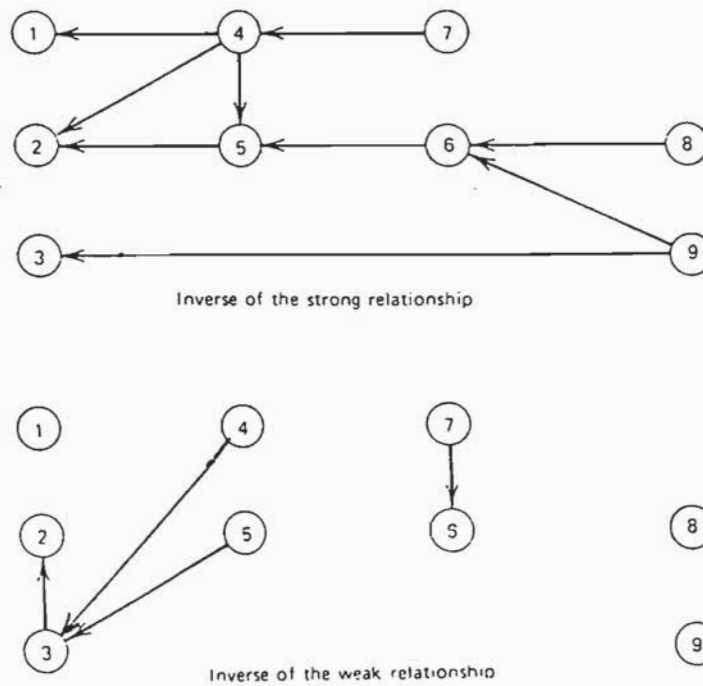 1 4 7
2 5 6 8
3 9
Inverse of the strong relationship
1 4 7
2 5 S 8
3 9
Inverse of the weak relationship